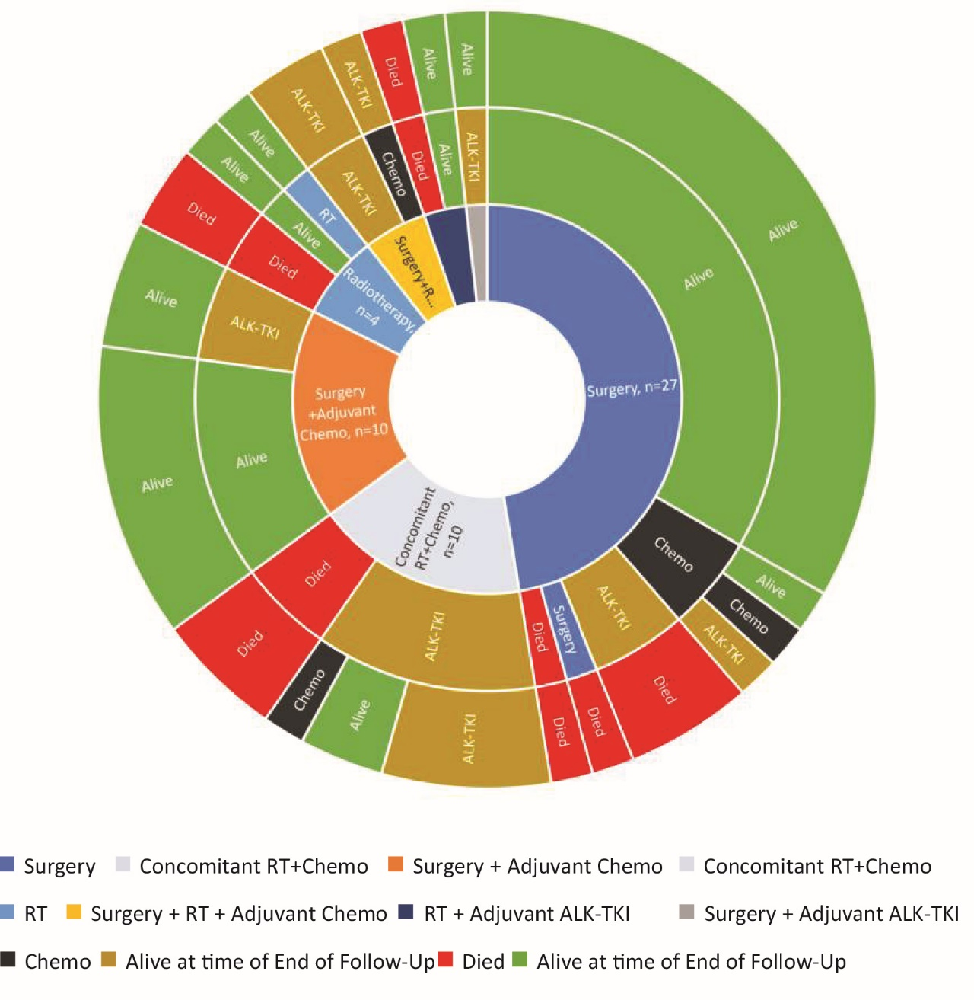 Died
Alive
Alive
ALK-TKI
ALK-TKI
Alive
Alive
Died
Alive
Alive
Died
ALK-TKI
Alive
Died
ALK-TKI
Chemo
Died
Alive
ALK-TKI
RT
Alive
Died
ALK-TKI
Alive
Alive
Radiotherapy,
n=4
Surgery+R...
Surgery, n=27
Surgery
+Adjuvant
Chemo, n=10
Concomitant
RT+Chemo,
n=10
Chemo
ALK-TKI
Surgery
Died
ALK-TKI
Died
Alive
Chemo
ALK-TKI
Died
Died
Died
ALK-TKI
Alive
Chemo
Died
Surgery
Concomitant RT+Chemo
Surgery + Adjuvant Chemo
Concomitant RT+Chemo
RT
Surgery + RT + Adjuvant Chemo
RT + Adjuvant ALK-TKI
Surgery + Adjuvant ALK-TKI
Chemo
Alive at time of End of Follow-Up
Died
Alive at time of End of Follow-Up